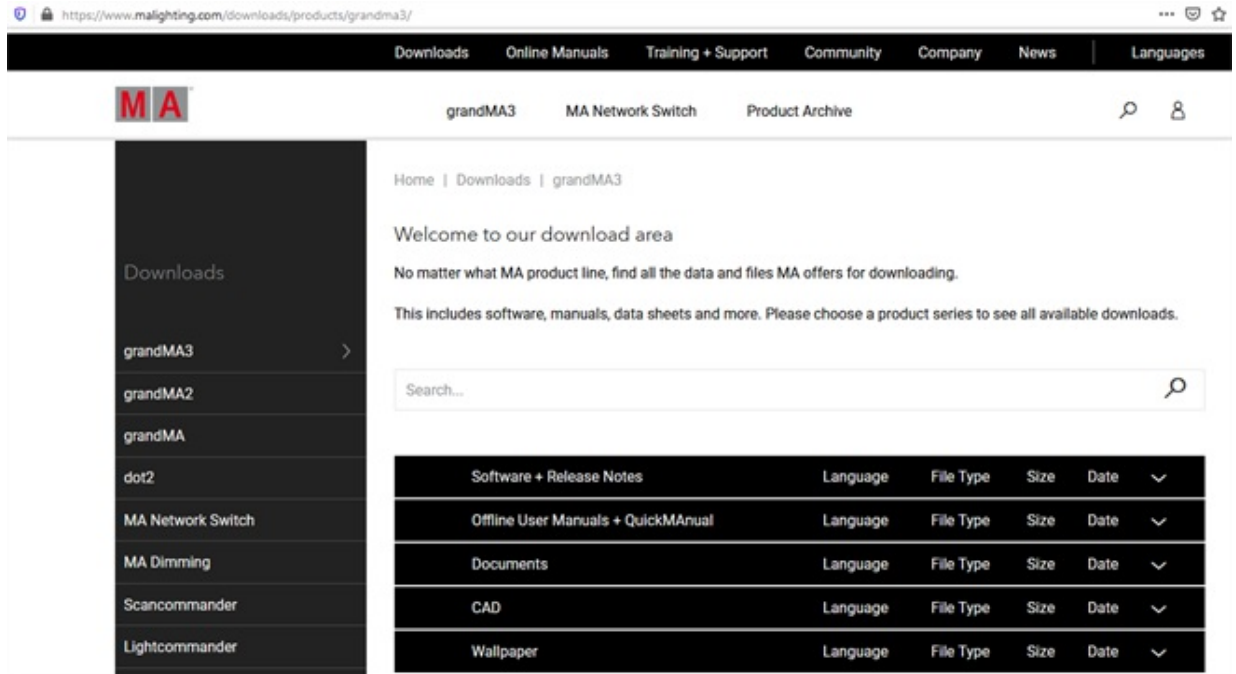 https://www.malighting.com/downloads/products/grandma3/
Downloads Online Manuals Training + Support Community Company News Languages
MA grandMA3 MA Network Switch Product Archive
Home | Downloads | grandMA3
Welcome to our download area
No matter what MA product line, find all the data and files MA offers for downloading.
This includes software, manuals, data sheets and more. Please choose a product series to see all available downloads.
Search...
Downloads
grandMA3
grandMA2
grandMA
dot2
MA Network Switch
MA Dimming
Scancommander
Lightcommander
Software + Release Notes Language File Type Size Date
Offline User Manuals + QuickMAnual Language File Type Size Date
Documents Language File Type Size Date
CAD Language File Type Size Date
Wallpaper Language File Type Size Date